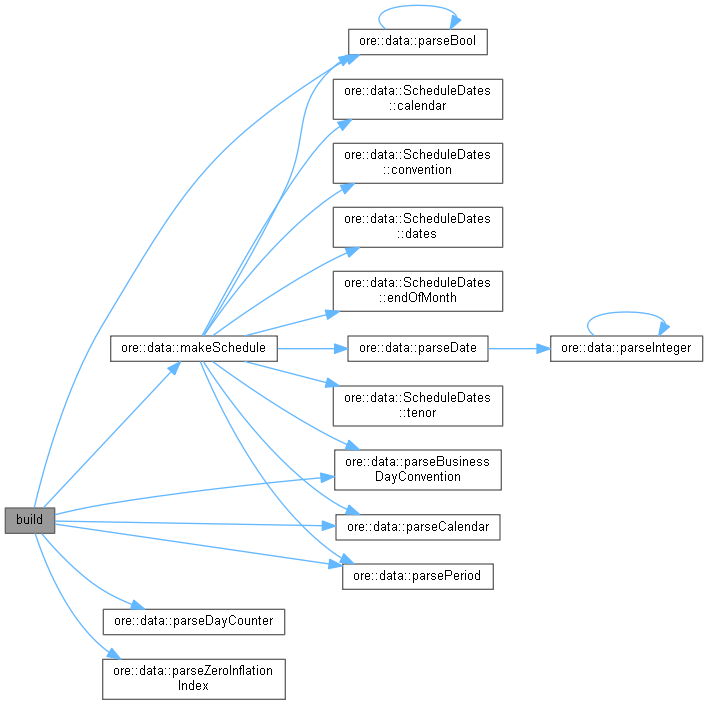 ore::data::parseBool
ore::data::ScheduleDates
::calendar
ore::data::ScheduleDates
::convention
ore::data::ScheduleDates
::dates
ore::data::ScheduleDates
::endOfMonth
ore::data::makeSchedule
ore::data::parseDate
ore::data::parseInteger
ore::data::ScheduleDates
::tenor
ore::data::parseBusiness
DayConvention
build
ore::data::parseCalendar
ore::data::parsePeriod
ore::data::parseDayCounter
ore::data::parseZeroInflation
Index